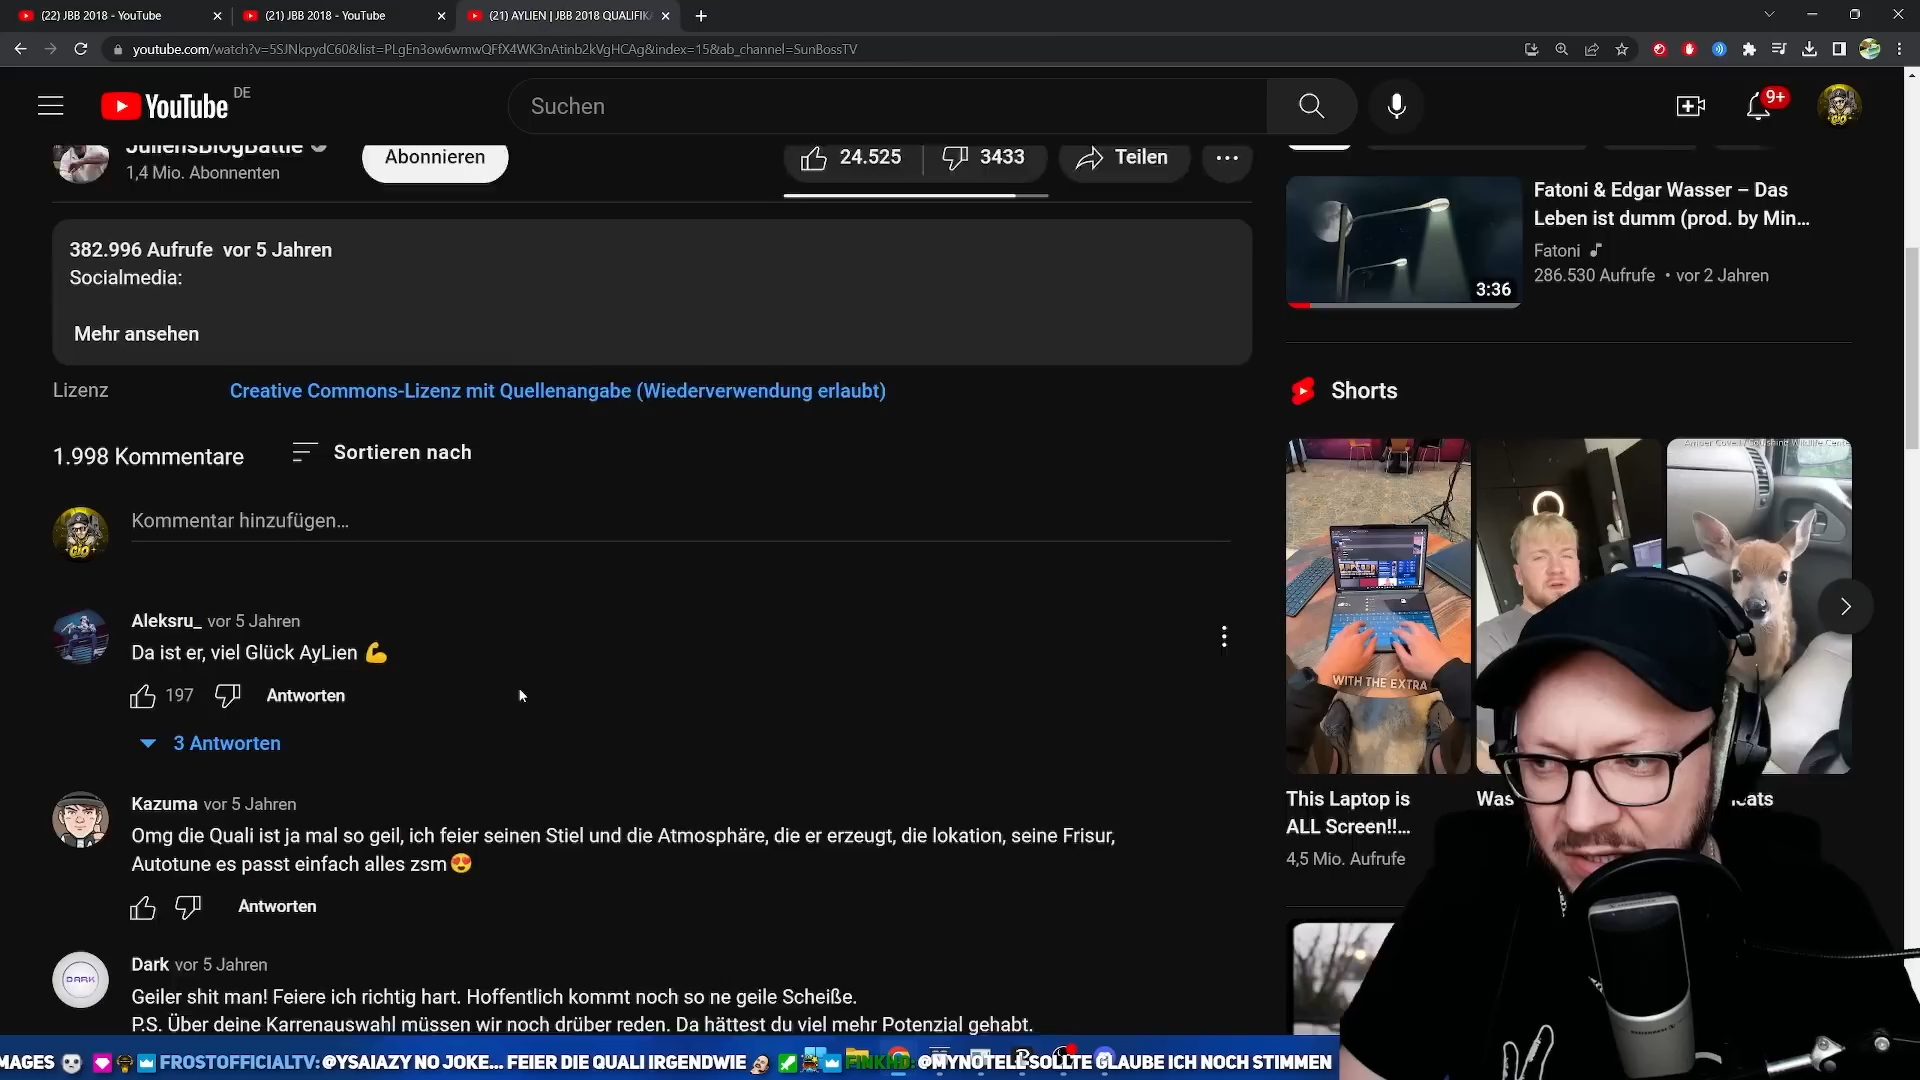 (22) JBB 2018 - YouTube
(21) JBB 2018 - YouTube
(21) AYLIEN | JBB 2018 QUALIFIK
youtube.com/watch?v=5SJNkpydC60&list=PLgEn3ow6wmwQFfX4WK3nAtinb2kVgHCAg&index=15&ab_channel=SunBossTV
YouTube DE
Suchen
9+
JuliensBlogBattle
1,4 Mio. Abonnenten
Abonnieren
24.525
3433
Teilen
382.996 Aufrufe vor 5 Jahren
Socialmedia:
Mehr ansehen
Lizenz
Creative Commons-Lizenz mit Quellenangabe (Wiederverwendung erlaubt)
1.998 Kommentare
Sortieren nach
Kommentar hinzufügen...
Aleksru_ vor 5 Jahren
Da ist er, viel Glück AyLien 💪
197
Antworten
3 Antworten
Kazuma vor 5 Jahren
Omg die Quali ist ja mal so geil, ich feier seinen Stiel und die Atmosphäre, die er erzeugt, die lokation, seine Frisur,
Autotune es passt einfach alles zsm😍
Antworten
DARK
Dark vor 5 Jahren
Geiler shit man! Feiere ich richtig hart. Hoffentlich kommt noch so ne geile Scheiße.
P.S. Über deine Karrenauswahl müssen wir noch drüber reden. Da hättest du viel mehr Potenzial gehabt.
Fatoni & Edgar Wasser – Das
Leben ist dumm (prod. by Min...
Fatoni
286.530 Aufrufe • vor 2 Jahren
3:36
Shorts
WITH THE EXTRA
This Laptop is
ALL Screen!!...
4,5 Mio. Aufrufe
Was
MAGES
FROSTOFFICIALTV: @YSAIAZY NO JOKE... FEIER DIE QUALI IRGENDWIE
@MYNOTELL SOLLTE GLAUBE ICH NOCH STIMMEN